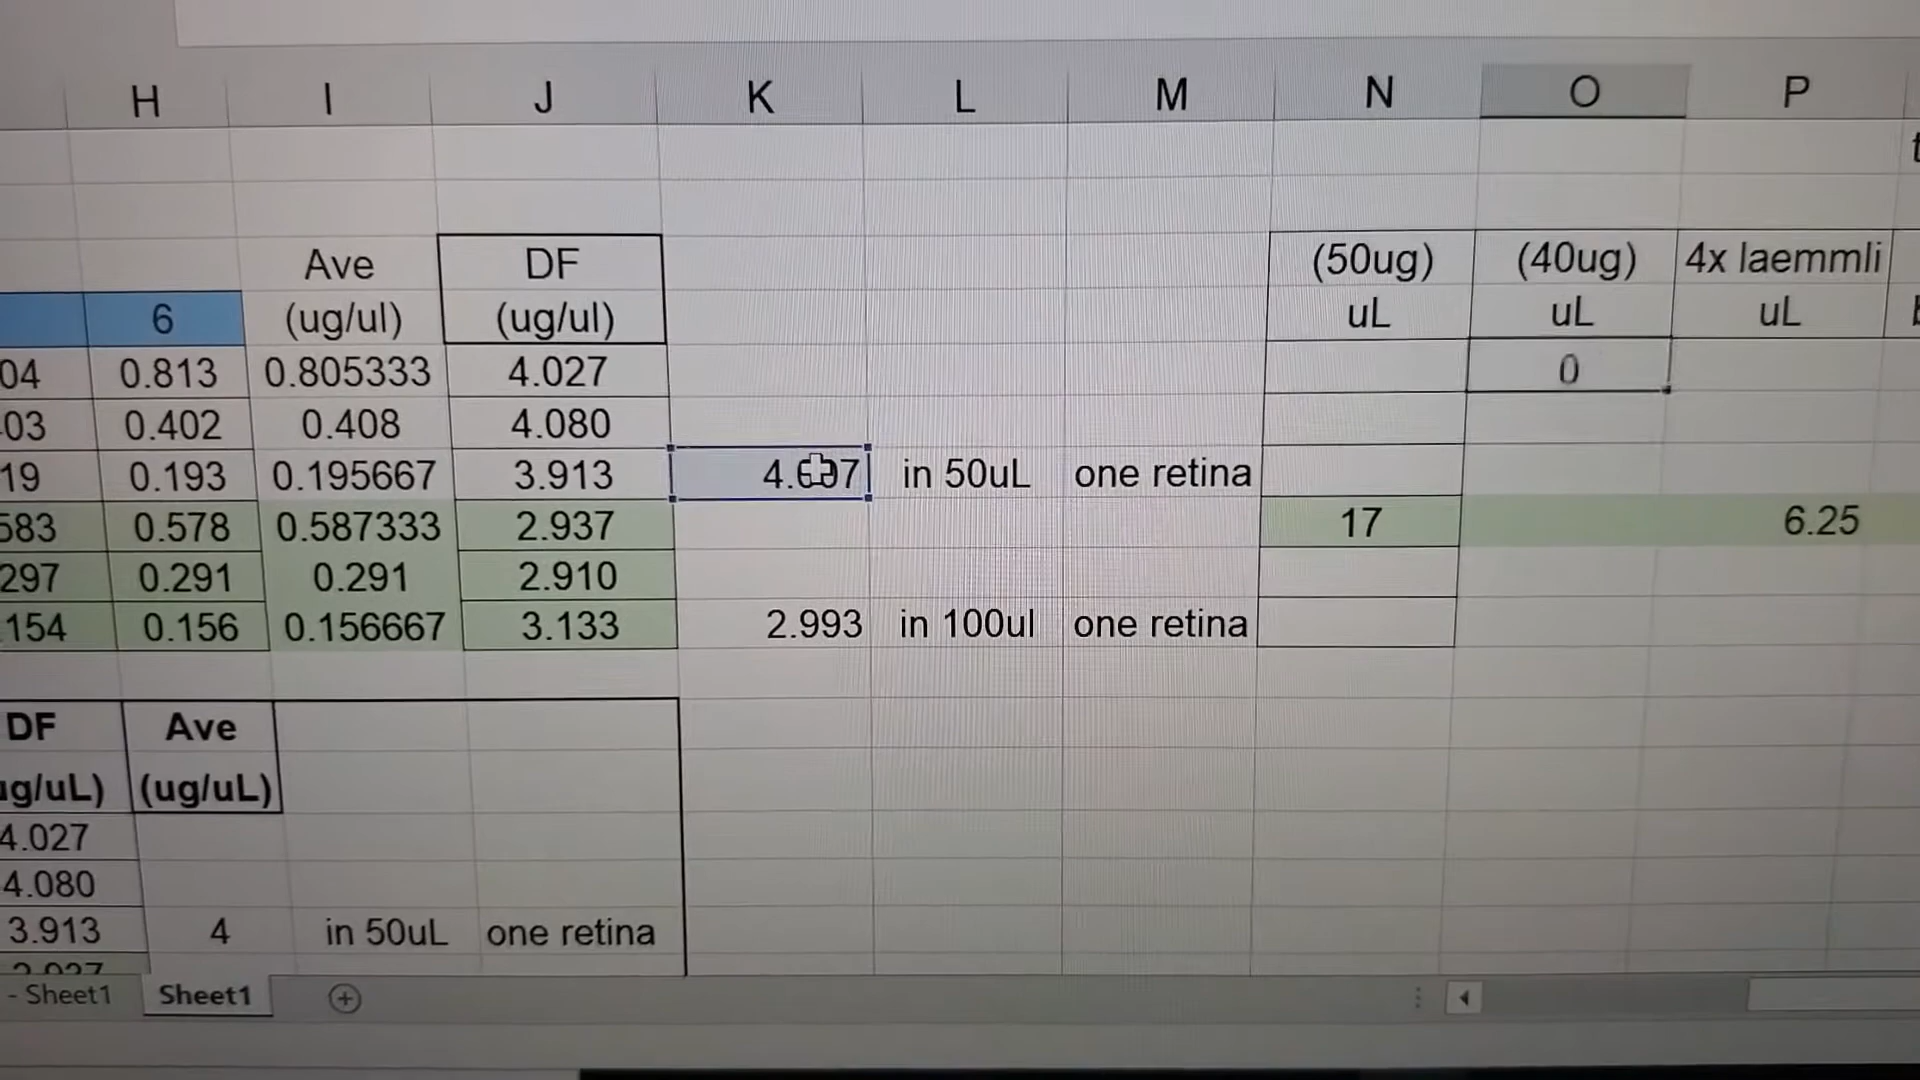 H I J K L M N O P
Ave DF (50ug) (40ug) 4x laemmli
6 (ug/ul) (ug/ul) uL uL uL
04 0.813 0.805333 4.027 0
03 0.402 0.408 4.080
19 0.193 0.195667 3.913 in 50uL one retina
583 0.578 0.587333 2.937 17 6.25
297 0.291 0.291 2.910
154 0.156 0.156667 3.133 2.993 in 100ul one retina
DF Ave
ug/uL) (ug/uL)
4.027
4.080
3.913 4 in 50uL one retina
- Sheet1 Sheet1